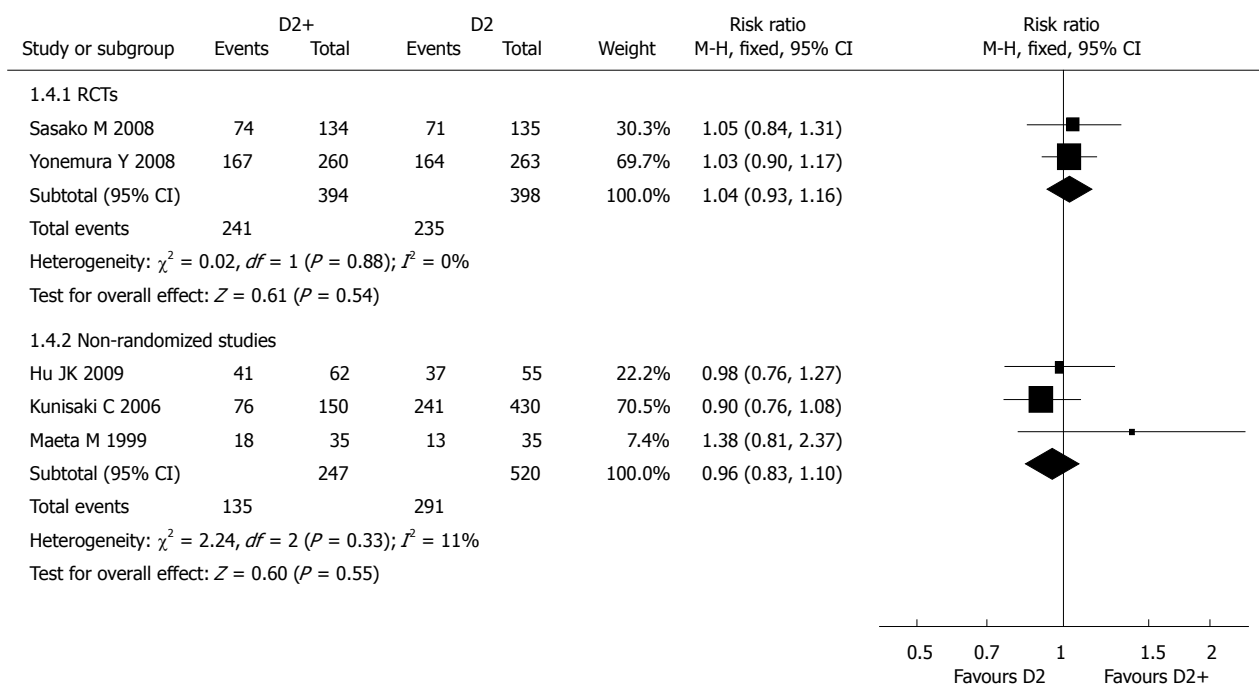 D2+ D2 Risk ratio Risk ratio
Study or subgroup Events Total Events Total Weight M-H, fixed, 95% CI M-H, fixed, 95% CI
1.4.1 RCTs
Sasako M 2008 74 134 71 135 30.3% 1.05 (0.84, 1.31)
Yonemura Y 2008 167 260 164 263 69.7% 1.03 (0.90, 1.17)
Subtotal (95% CI) 394 398 100.0% 1.04 (0.93, 1.16)
Total events 241 235
Heterogeneity: χ² = 0.02, df = 1 (P = 0.88); I² = 0%
Test for overall effect: Z = 0.61 (P = 0.54)
1.4.2 Non-randomized studies
Hu JK 2009 41 62 37 55 22.2% 0.98 (0.76, 1.27)
Kunisaki C 2006 76 150 241 430 70.5% 0.90 (0.76, 1.08)
Maeta M 1999 18 35 13 35 7.4% 1.38 (0.81, 2.37)
Subtotal (95% CI) 247 520 100.0% 0.96 (0.83, 1.10)
Total events 135 291
Heterogeneity: χ² = 2.24, df = 2 (P = 0.33); I² = 11%
Test for overall effect: Z = 0.60 (P = 0.55)
0.5 0.7 1 1.5 2
Favours D2 Favours D2+